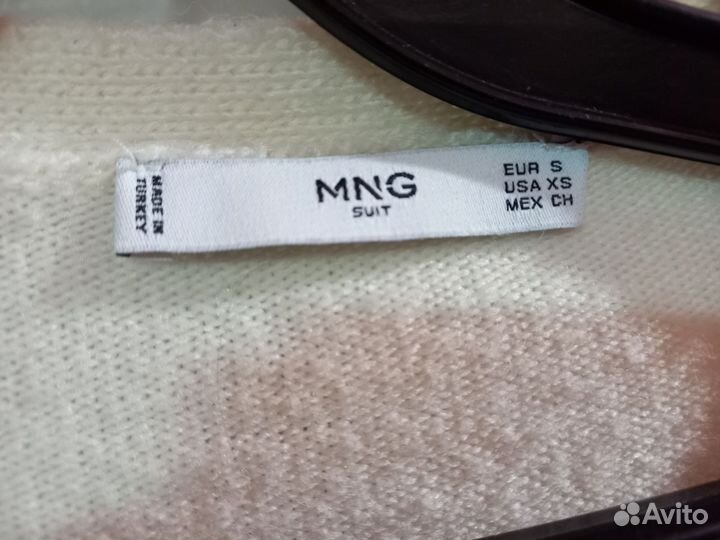 MADE IN
TURKEY
MNG
SUIT
EUR S
USA XS
MEX CH
Avito